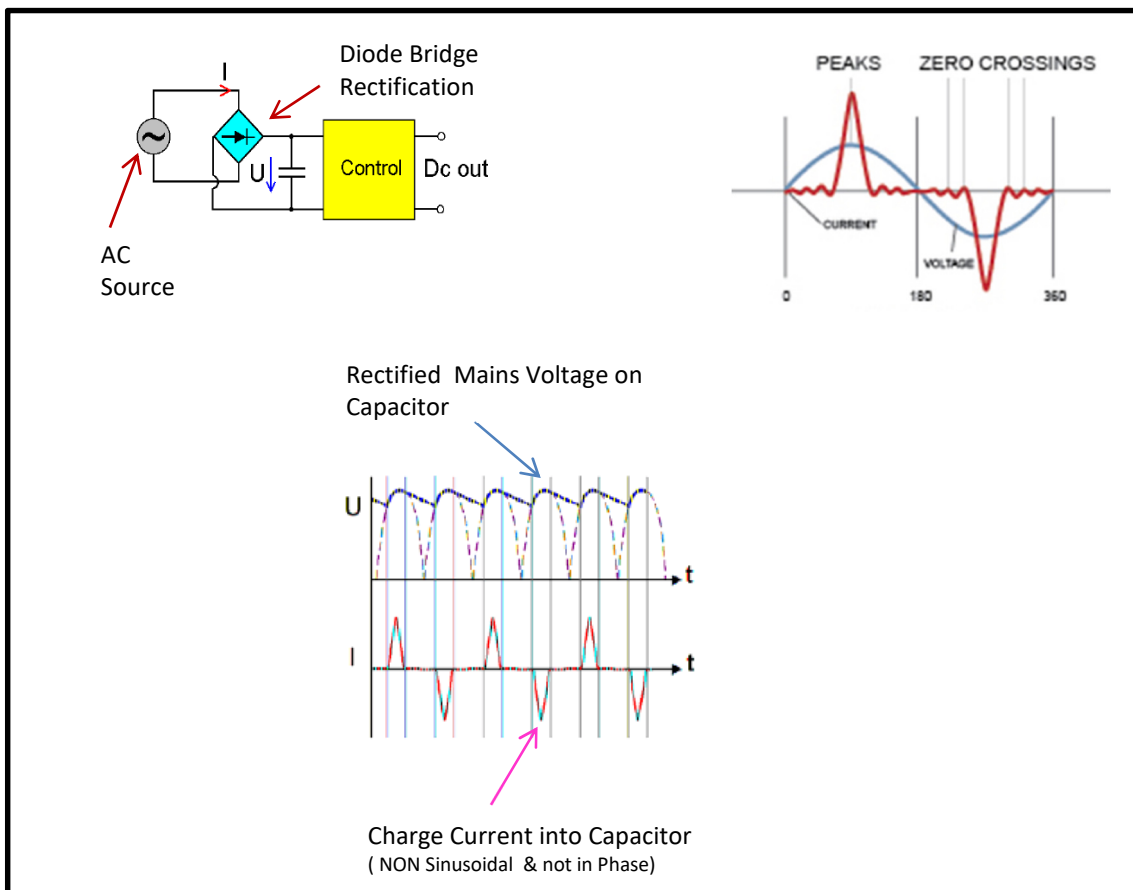 Diode Bridge
Rectification
I
U
Control
Dc out
AC
Source
PEAKS
ZERO CROSSINGS
CURRENT
VOLTAGE
0
180
360
Rectified Mains Voltage on
Capacitor
U
t
I
t
Charge Current into Capacitor
( NON Sinusoidal & not in Phase)